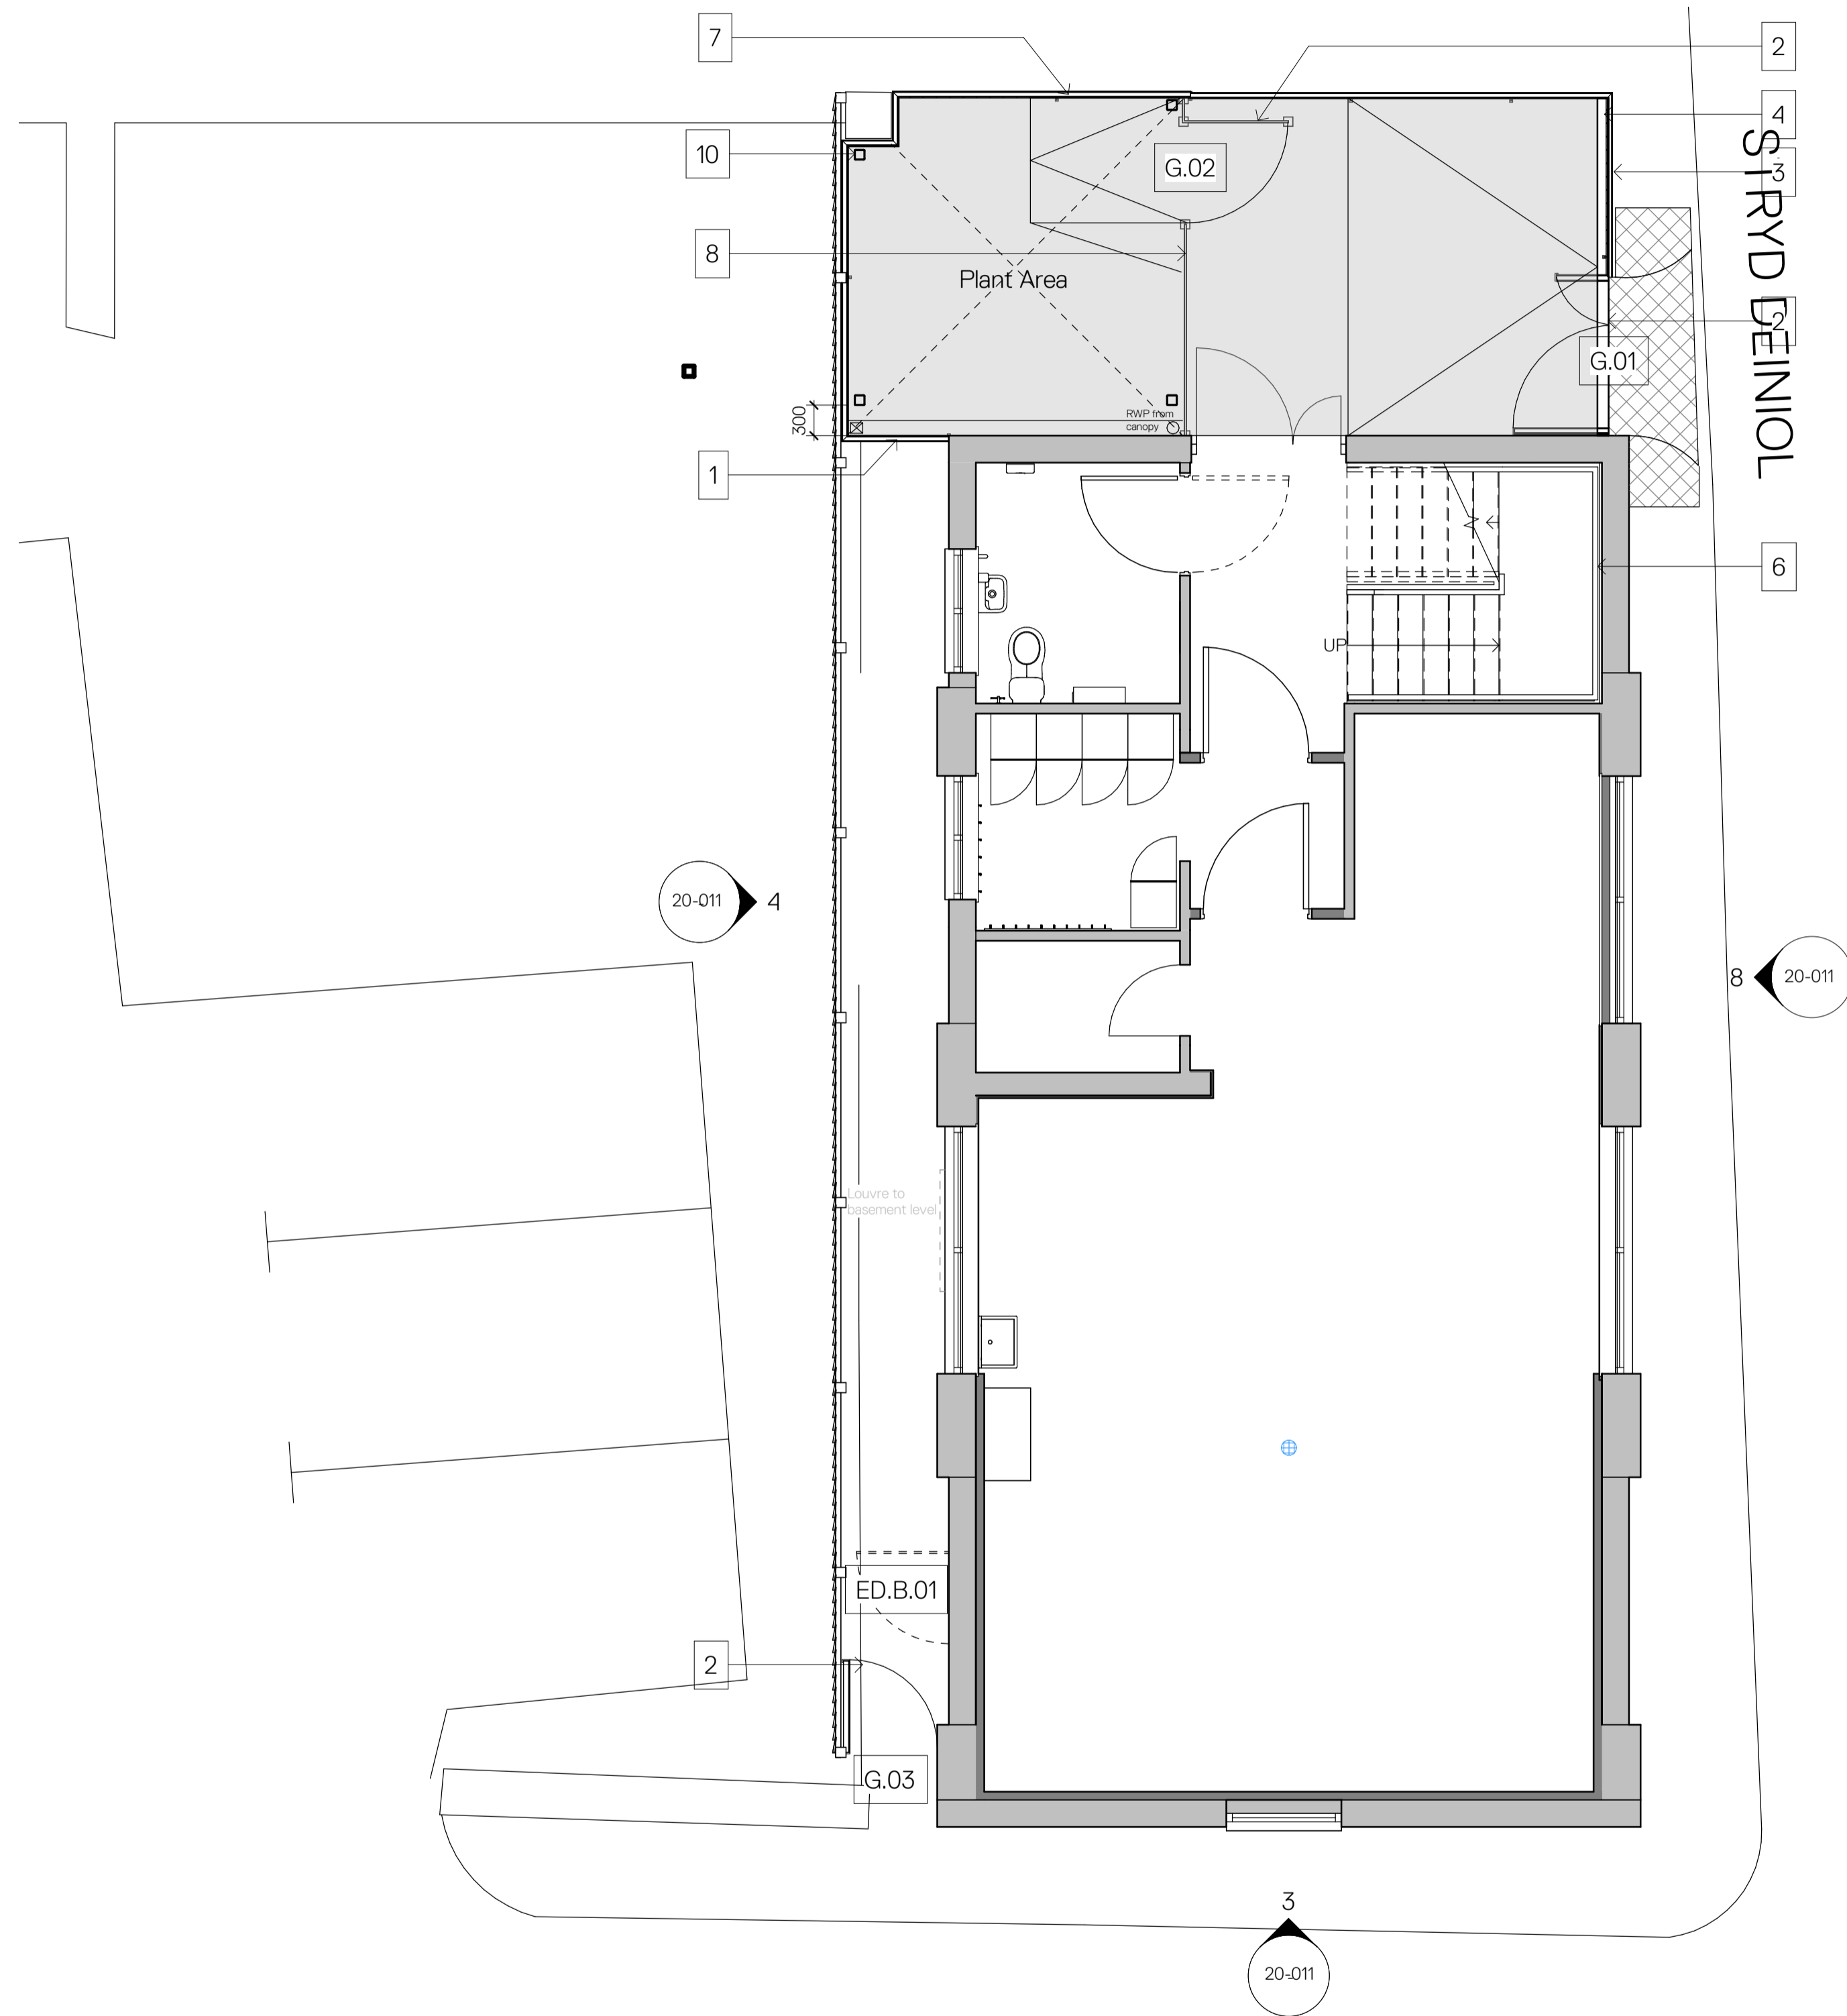 7
2
4
10
STRYD DEINIOL
3
G.02
8
Plant Area
2
G.01
300
RWP from
canopy
1
6
UP
20-011
4
8
20-011
Louvre to
basement level
ED.B.01
2
G.03
3
20-011